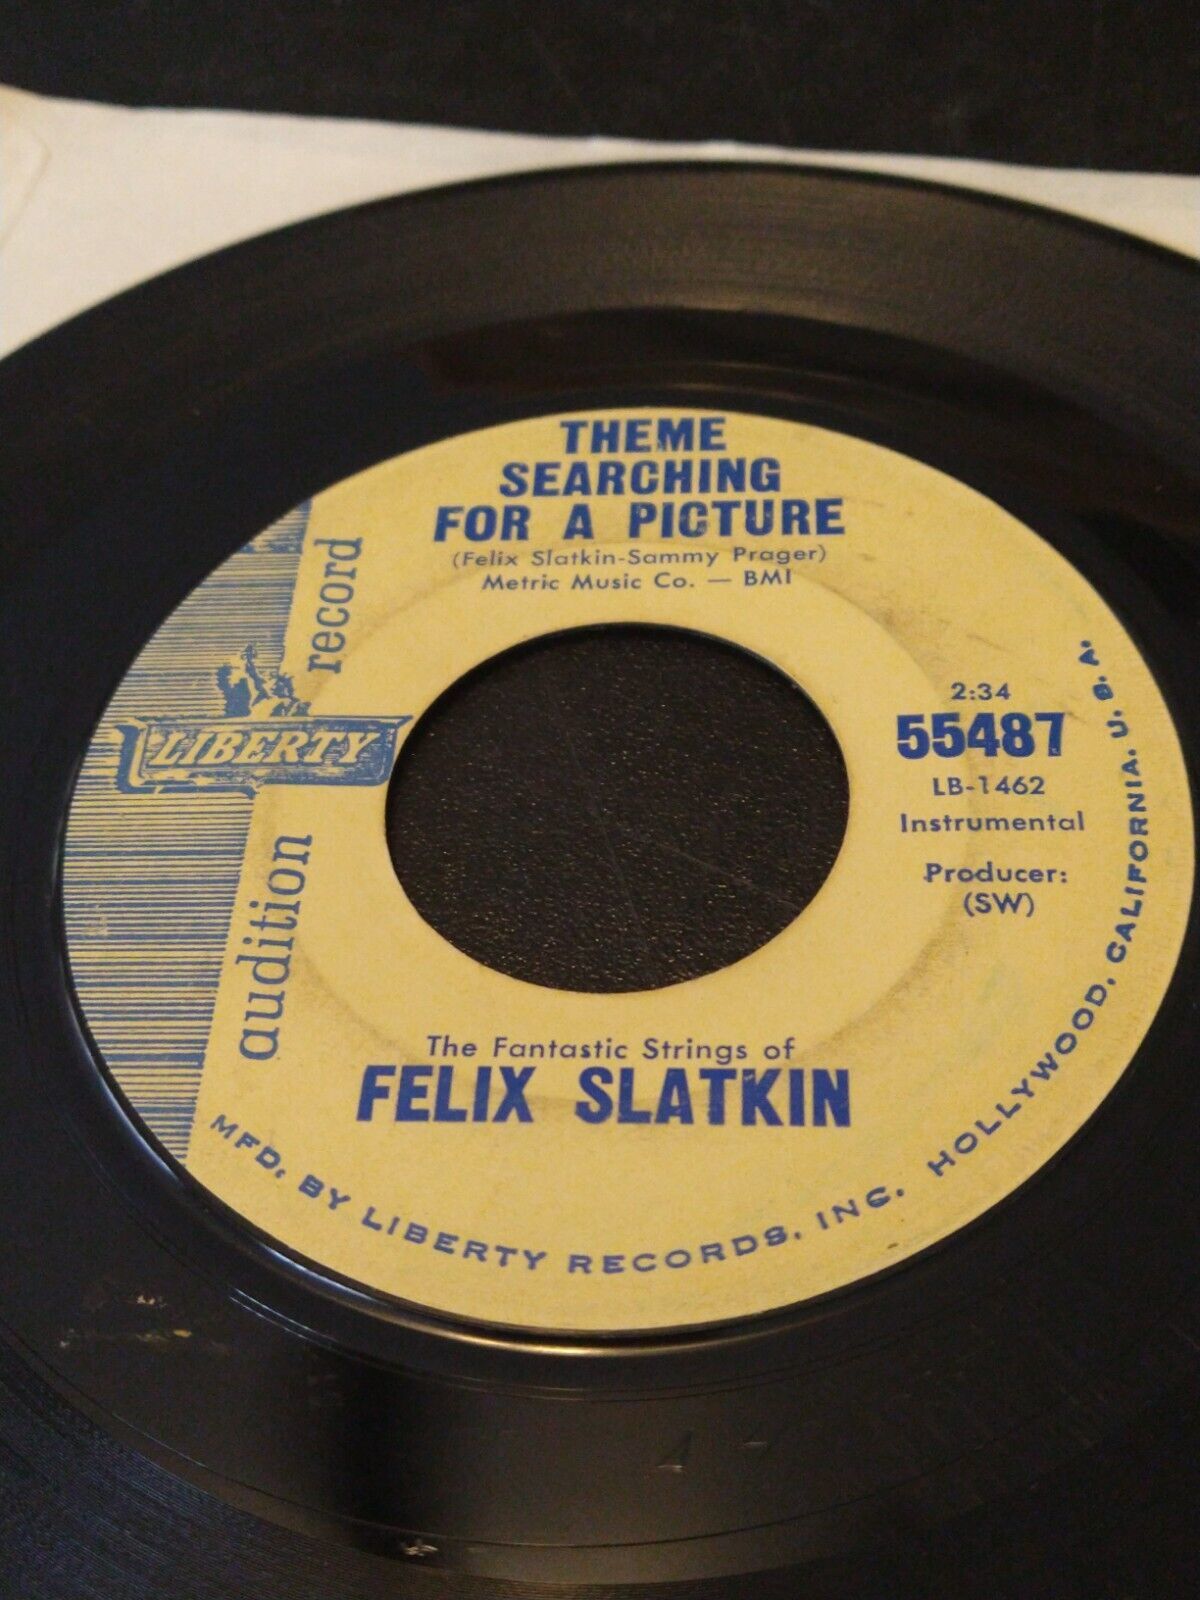 THEME
SEARCHING
FOR A PICTURE
(Felix Slatkin-Sammy Prager)
Metric Music Co. — BMI
audition record
LIBERTY
2:34
55487
LB-1462
Instrumental
Producer:
(SW)
The Fantastic Strings of
FELIX SLATKIN
MFD. BY LIBERTY RECORDS, INC. HOLLYWOOD, CALIFORNIA, U. S. A.